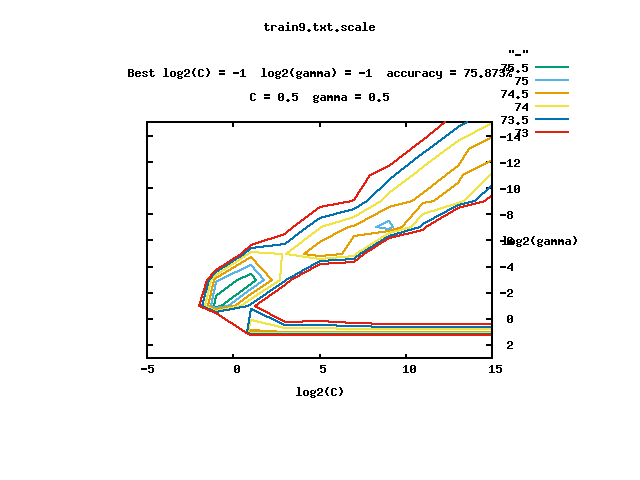 train9.txt.scale
"-"
Best log2(C) = -1  log2(gamma) = -1  accuracy = 75.873%
C = 0.5  gamma = 0.5
75.5
75
74.5
74
73.5
73
-14
-12
-10
-8
-6
log2(gamma)
-4
-2
0
2
-5 0 5 10 15
log2(C)